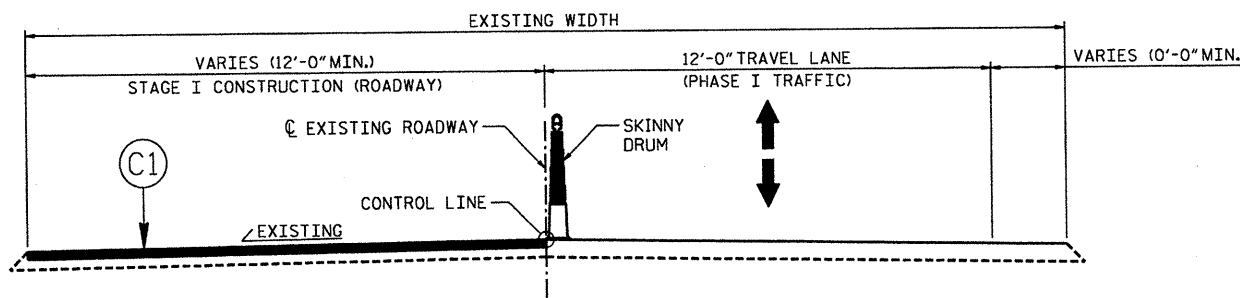 EXISTING WIDTH
VARIES (12'-0" MIN.)
STAGE I CONSTRUCTION (ROADWAY)
12'-0" TRAVEL LANE
(PHASE I TRAFFIC)
VARIES (0'-0" MIN.
℄ EXISTING ROADWAY
SKINNY
DRUM
C1
CONTROL LINE
EXISTING